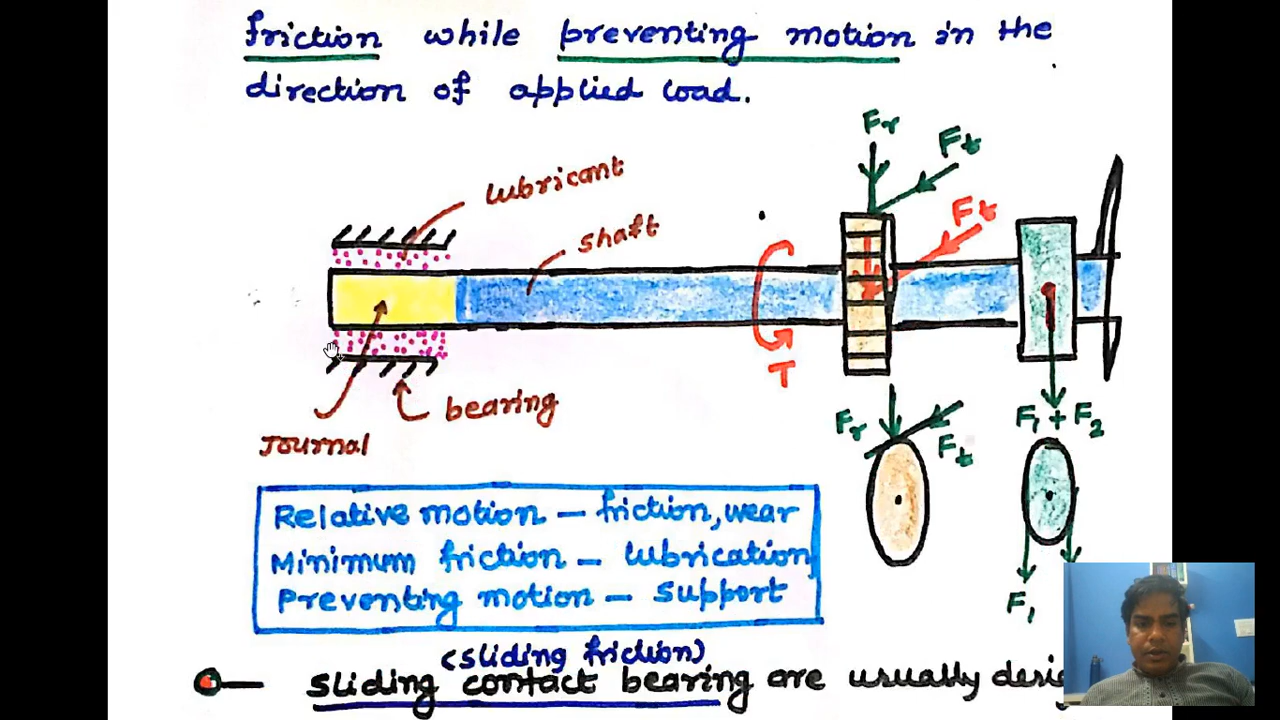 friction while preventing motion in the
direction of applied load.
Fr
Ft
lubricant
shaft
Ft
T
bearing
Journal
Fr
Ft
F1 + F2
F1
Relative motion – friction, wear
Minimum friction – lubrication,
Preventing motion – support
(sliding friction)
sliding contact bearing are usually desig